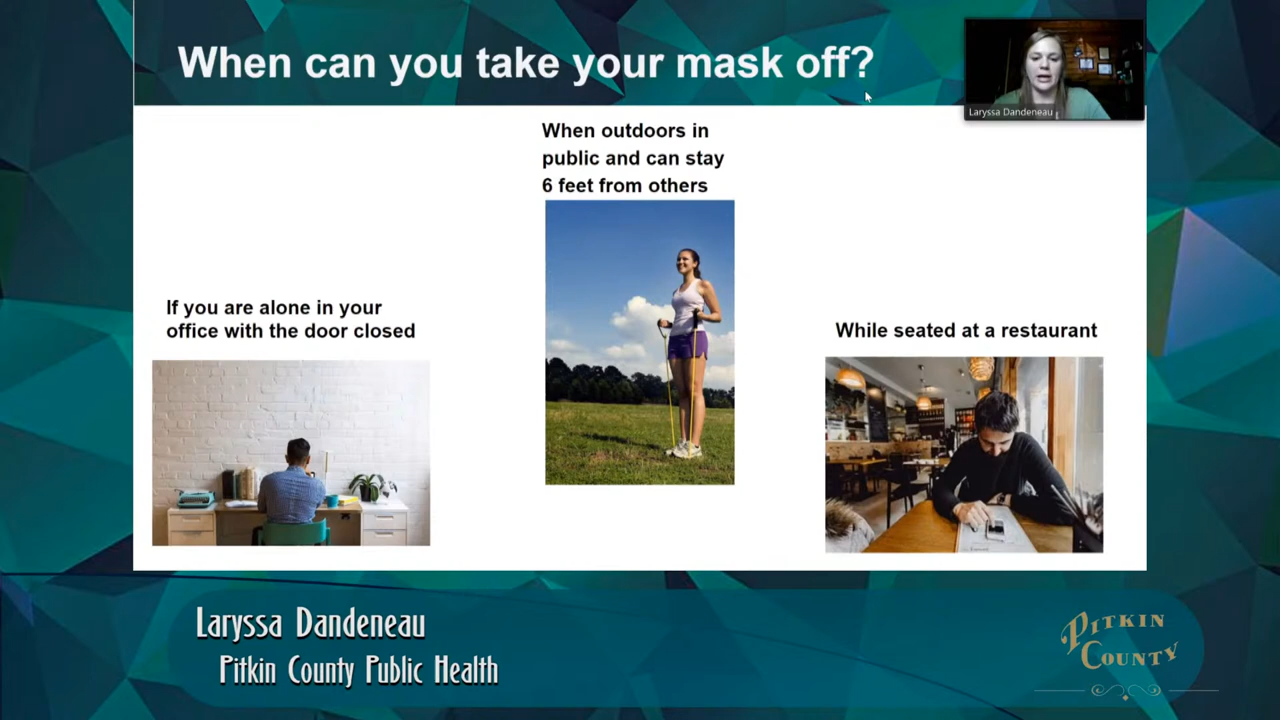 When can you take your mask off?
Laryssa Dandeneau
When outdoors in
public and can stay
6 feet from others
If you are alone in your
office with the door closed
While seated at a restaurant
Laryssa Dandeneau
Pitkin County Public Health
PITKIN
COUNTY